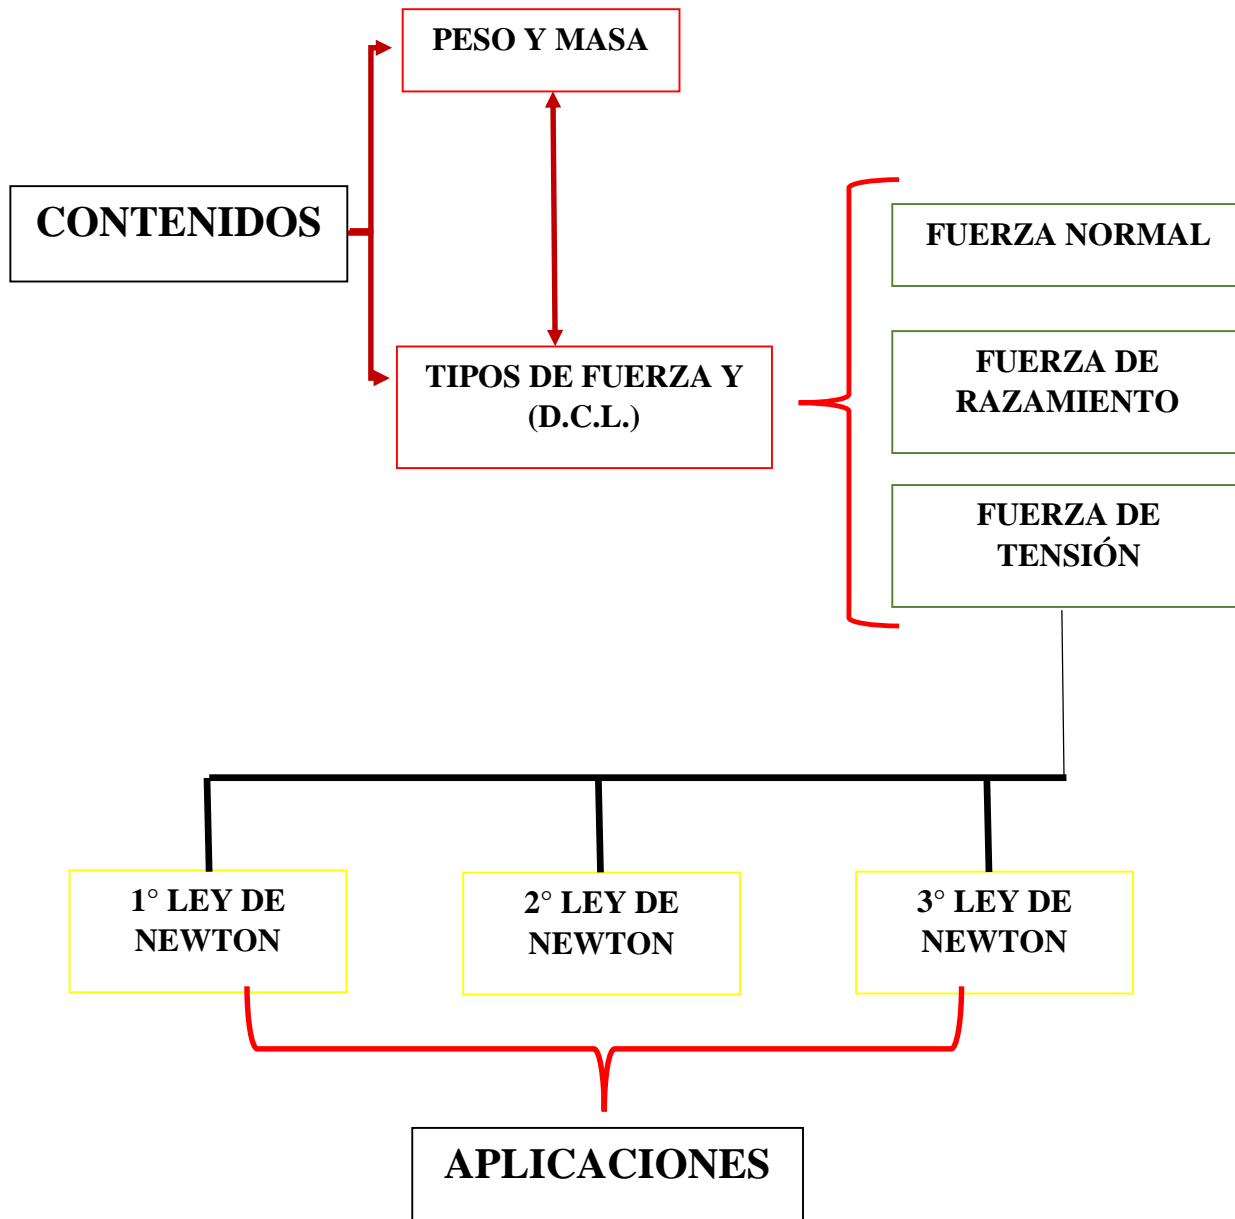 PESO Y MASA
CONTENIDOS
TIPOS DE FUERZA Y
(D.C.L.)
FUERZA NORMAL
FUERZA DE
RAZAMIENTO
FUERZA DE
TENSIÓN
1° LEY DE
NEWTON
2° LEY DE
NEWTON
3° LEY DE
NEWTON
APLICACIONES